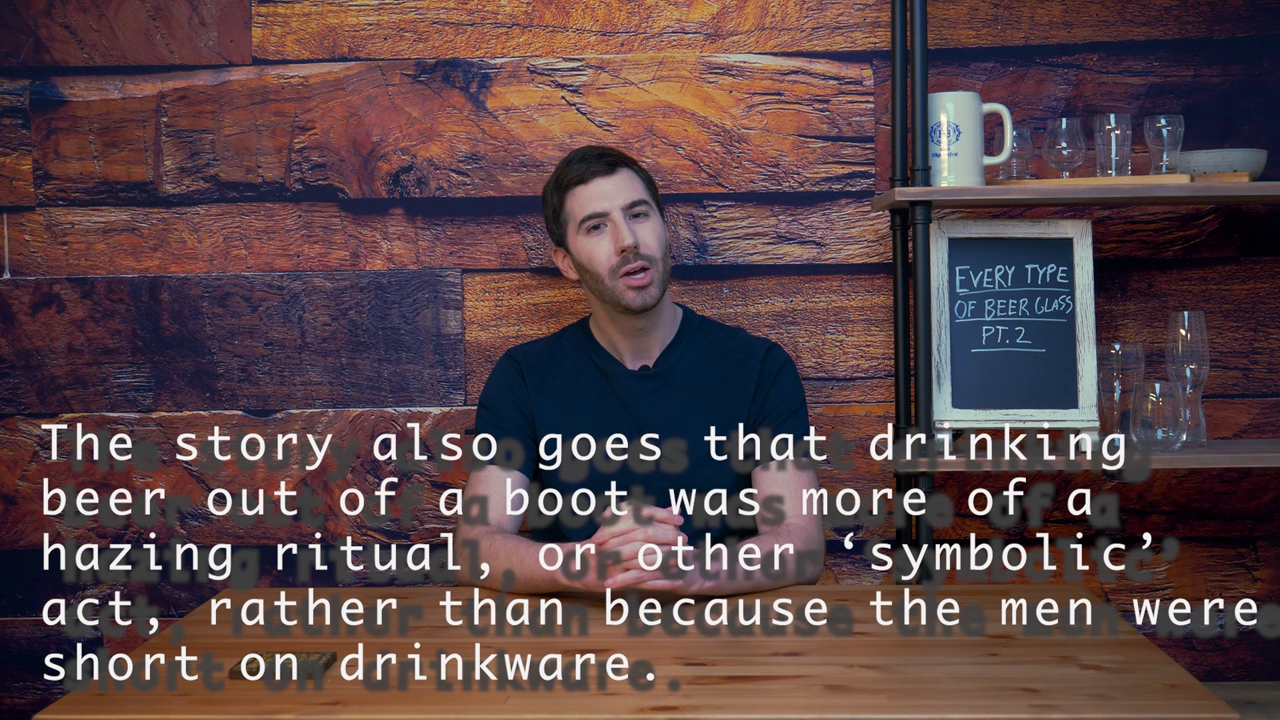 EVERY TYPE
OF BEER GLASS
PT. 2
The story also goes that drinking
beer out of a boot was more of a
hazing ritual, or other ‘symbolic’
act, rather than because the men were
short on drinkware.